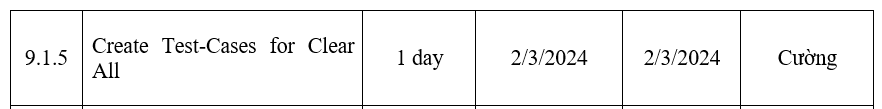 9.1.5 Create Test-Cases for Clear All 1 day 2/3/2024 2/3/2024 Cường